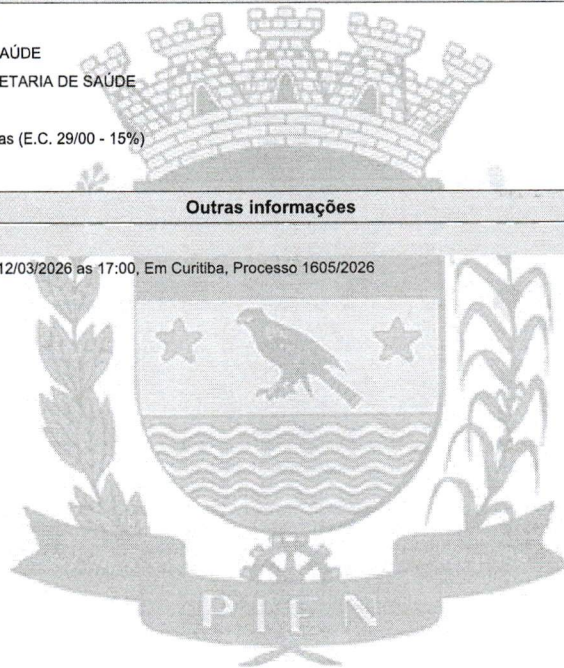 AÚDE
ETARIA DE SAÚDE
as (E.C. 29/00 - 15%)
Outras informações
12/03/2026 as 17:00, Em Curitiba, Processo 1605/2026
PIEN